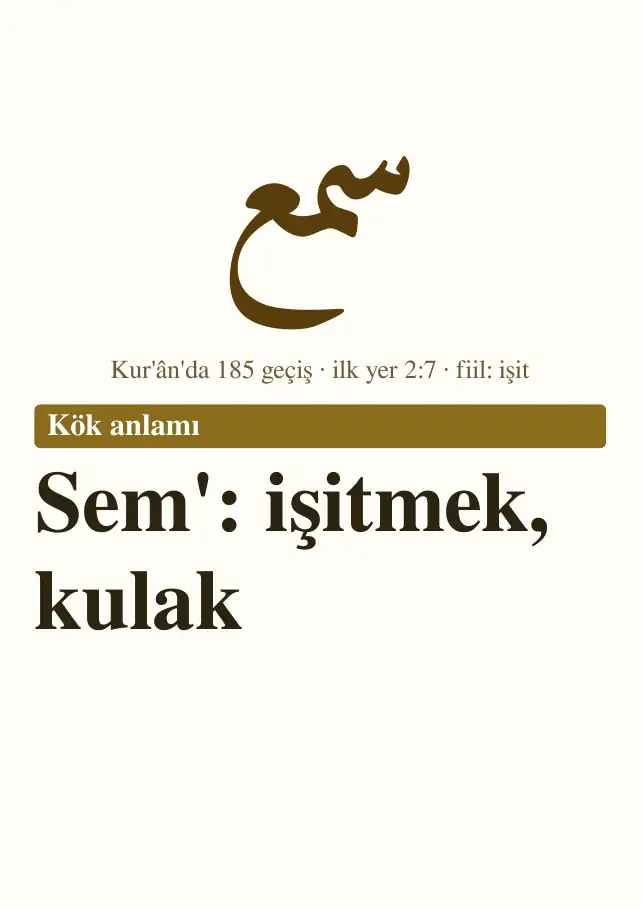 سمع
Kur'ân'da 185 geçiş · ilk yer 2:7 · fiil: işit
Kök anlamı
Sem': işitmek,
kulak